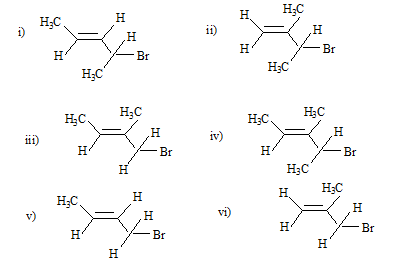 i) H₃C H H H Br H₃C
ii) H H₃C H H Br H₃C
iii) H₃C H₃C H H Br H
iv) H₃C H₃C H H Br H₃C
v) H₃C H H H Br H
vi) H H₃C H H Br H